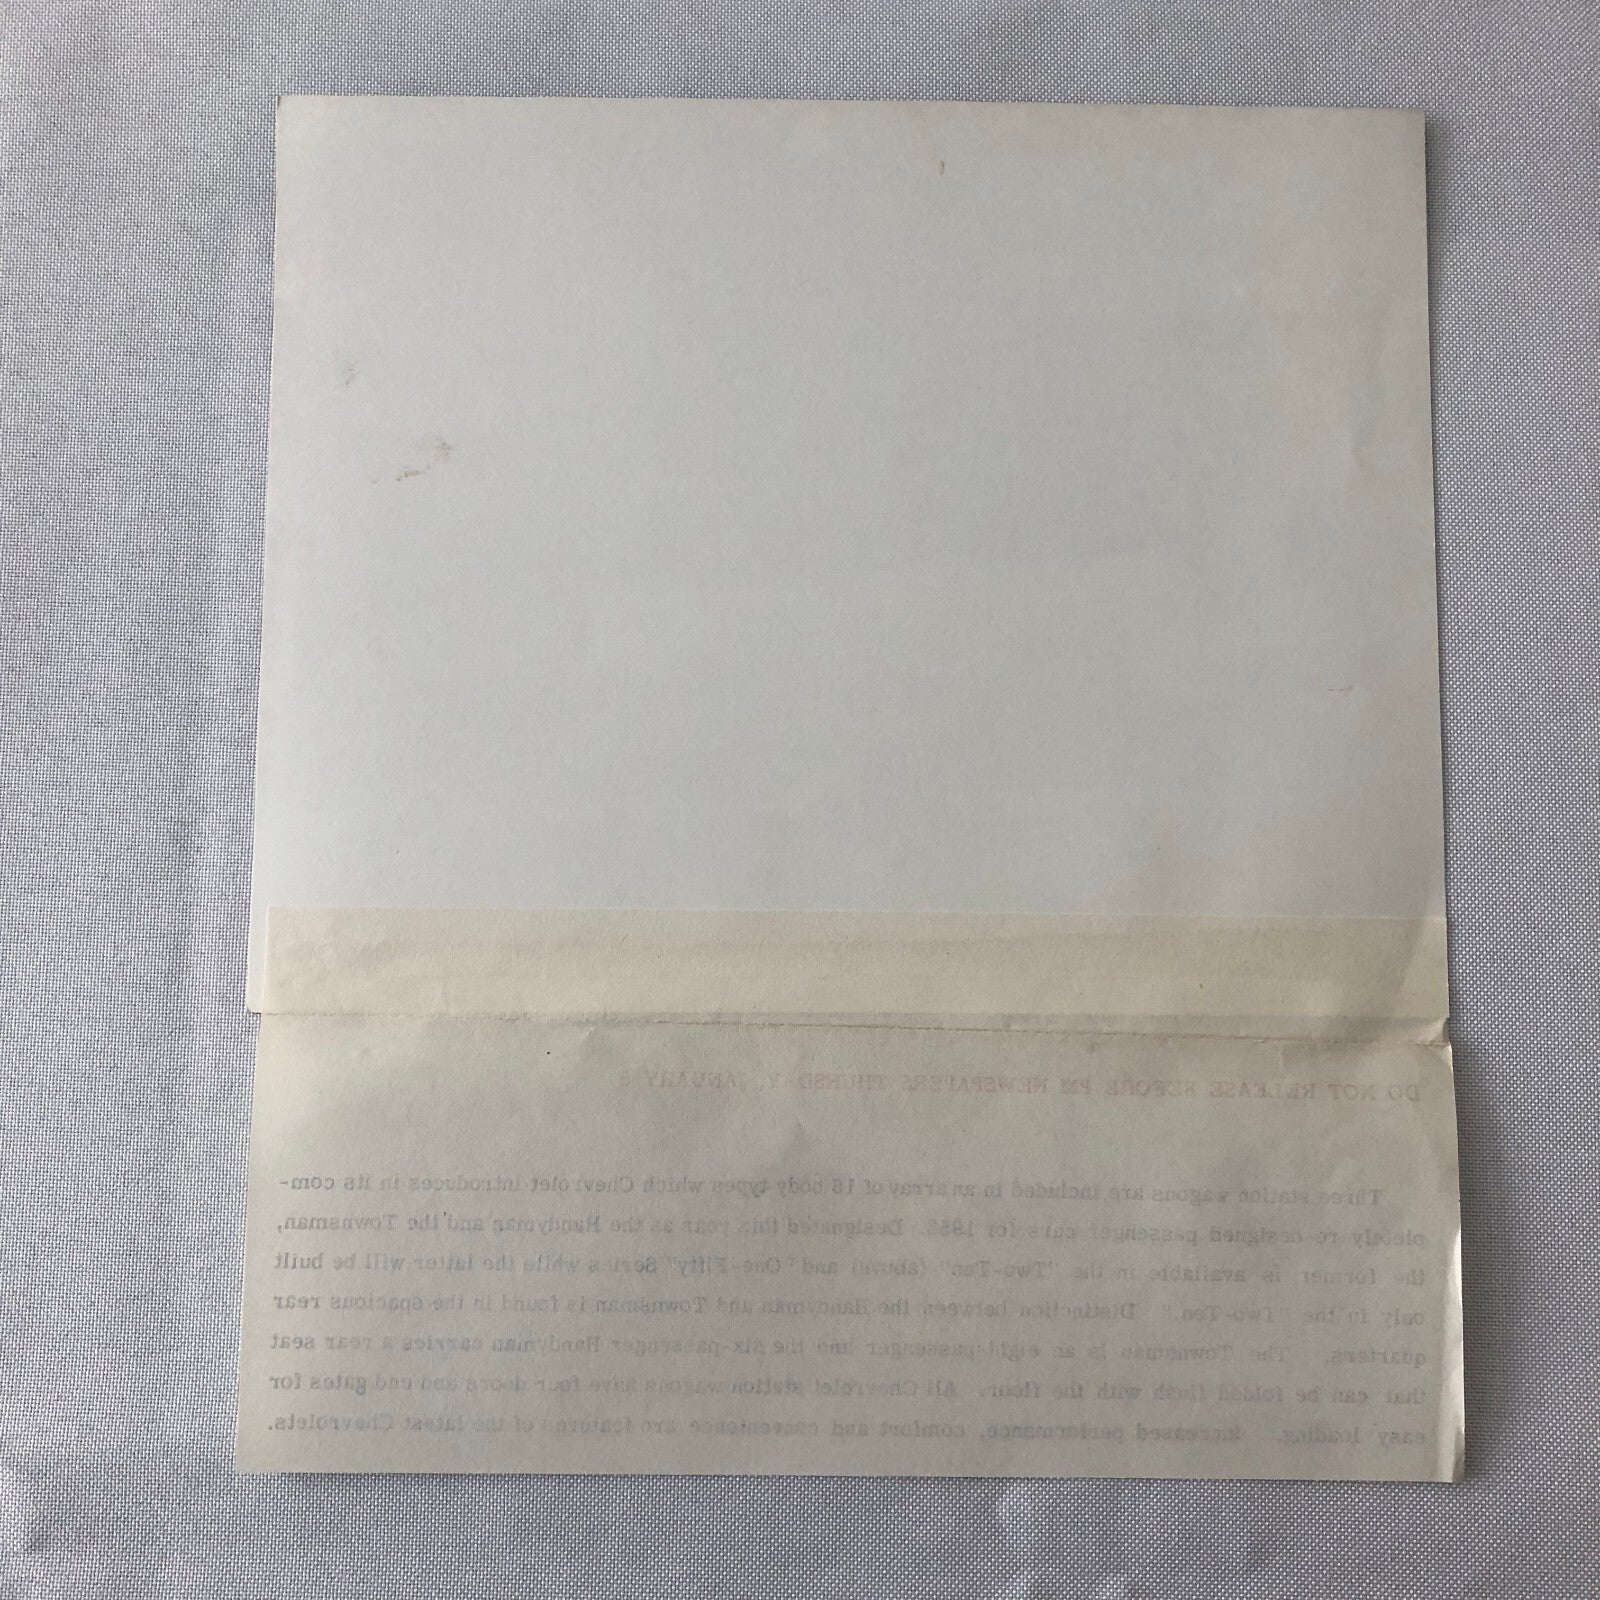 DO NOT RELEASE BEFORE PM NEWSPAPERS THURSDAY, JANUARY
Three station wagons are included in an array of 16 body types which Chevrolet introduces in its com-
pletely re-designed passenger cars for 1953. Designated this year as the Handyman and the Townsman,
the former is available in the "Two-Ten" (above) and "One-Fifty" Series while the latter will be built
only in the "Two-Ten." Distinction between the Handyman and Townsman is found in the spacious rear
quarters. The Townsman is an eight-passenger and the six-passenger Handyman carries a rear seat
that can be folded flush with the floor. All Chevrolet station wagons have four doors and end gates for
easy loading. Increased performance, comfort and convenience are features of the latest Chevrolets.